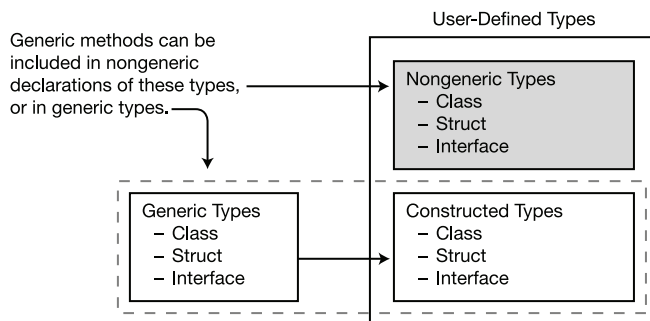 User-Defined Types
Generic methods can be
included in nongeneric
declarations of these types,
or in generic types.
Nongeneric Types
– Class
– Struct
– Interface
Generic Types
– Class
– Struct
– Interface
Constructed Types
– Class
– Struct
– Interface